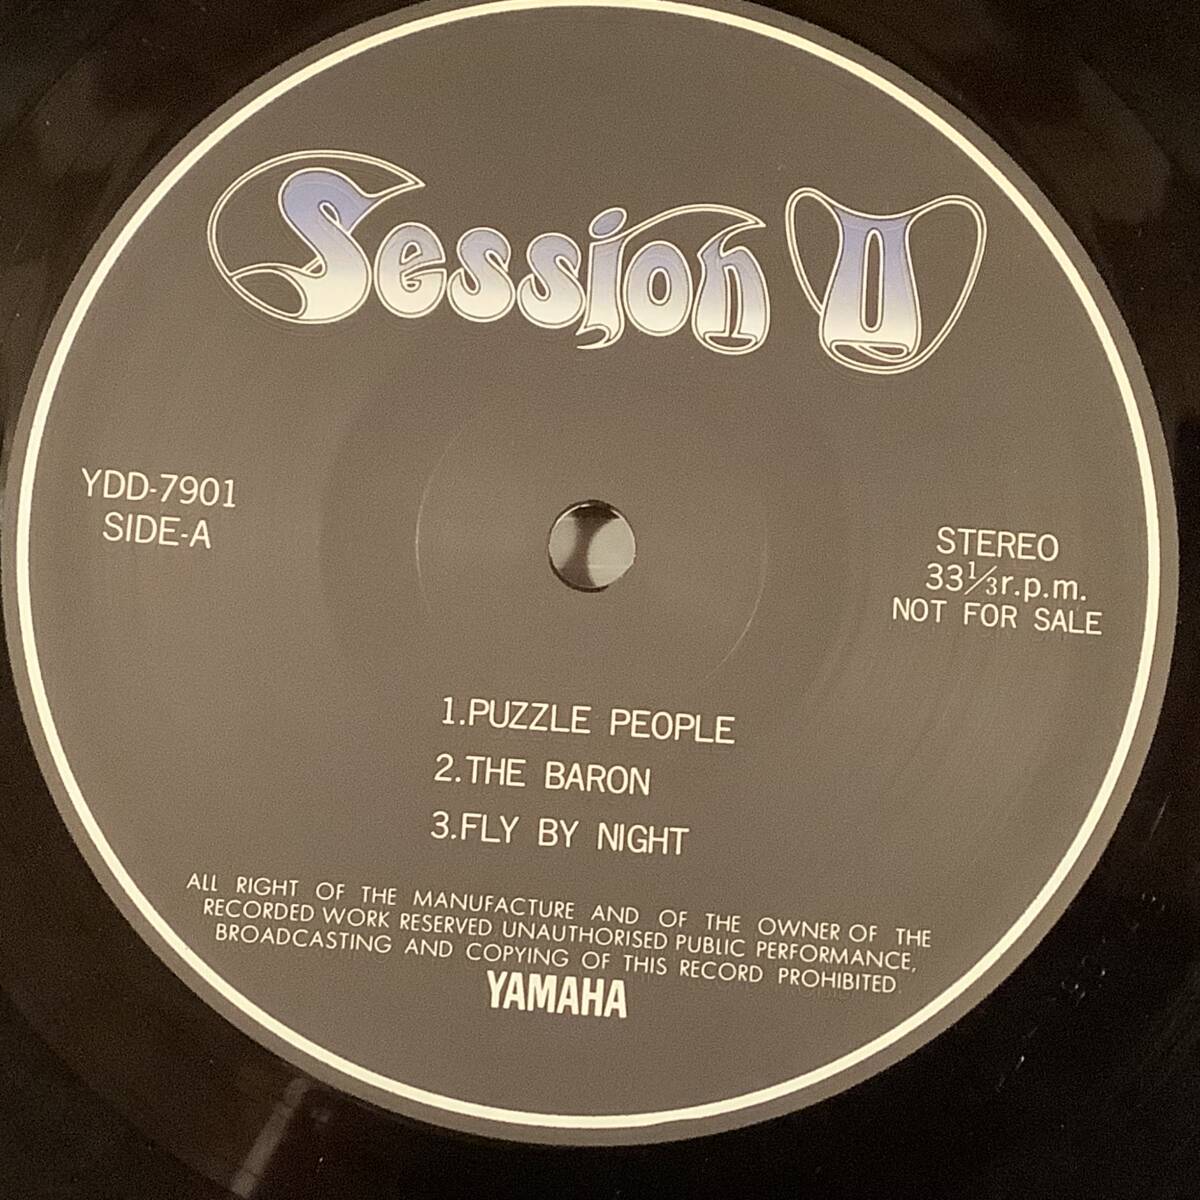 Session II
YDD-7901
SIDE-A
STEREO
33⅓r.p.m.
NOT FOR SALE
1.PUZZLE PEOPLE
2.THE BARON
3.FLY BY NIGHT
ALL RIGHT OF THE MANUFACTURE AND OF THE OWNER OF THE
RECORDED WORK RESERVED UNAUTHORISED PUBLIC PERFORMANCE,
BROADCASTING AND COPYING OF THIS RECORD PROHIBITED.
YAMAHA